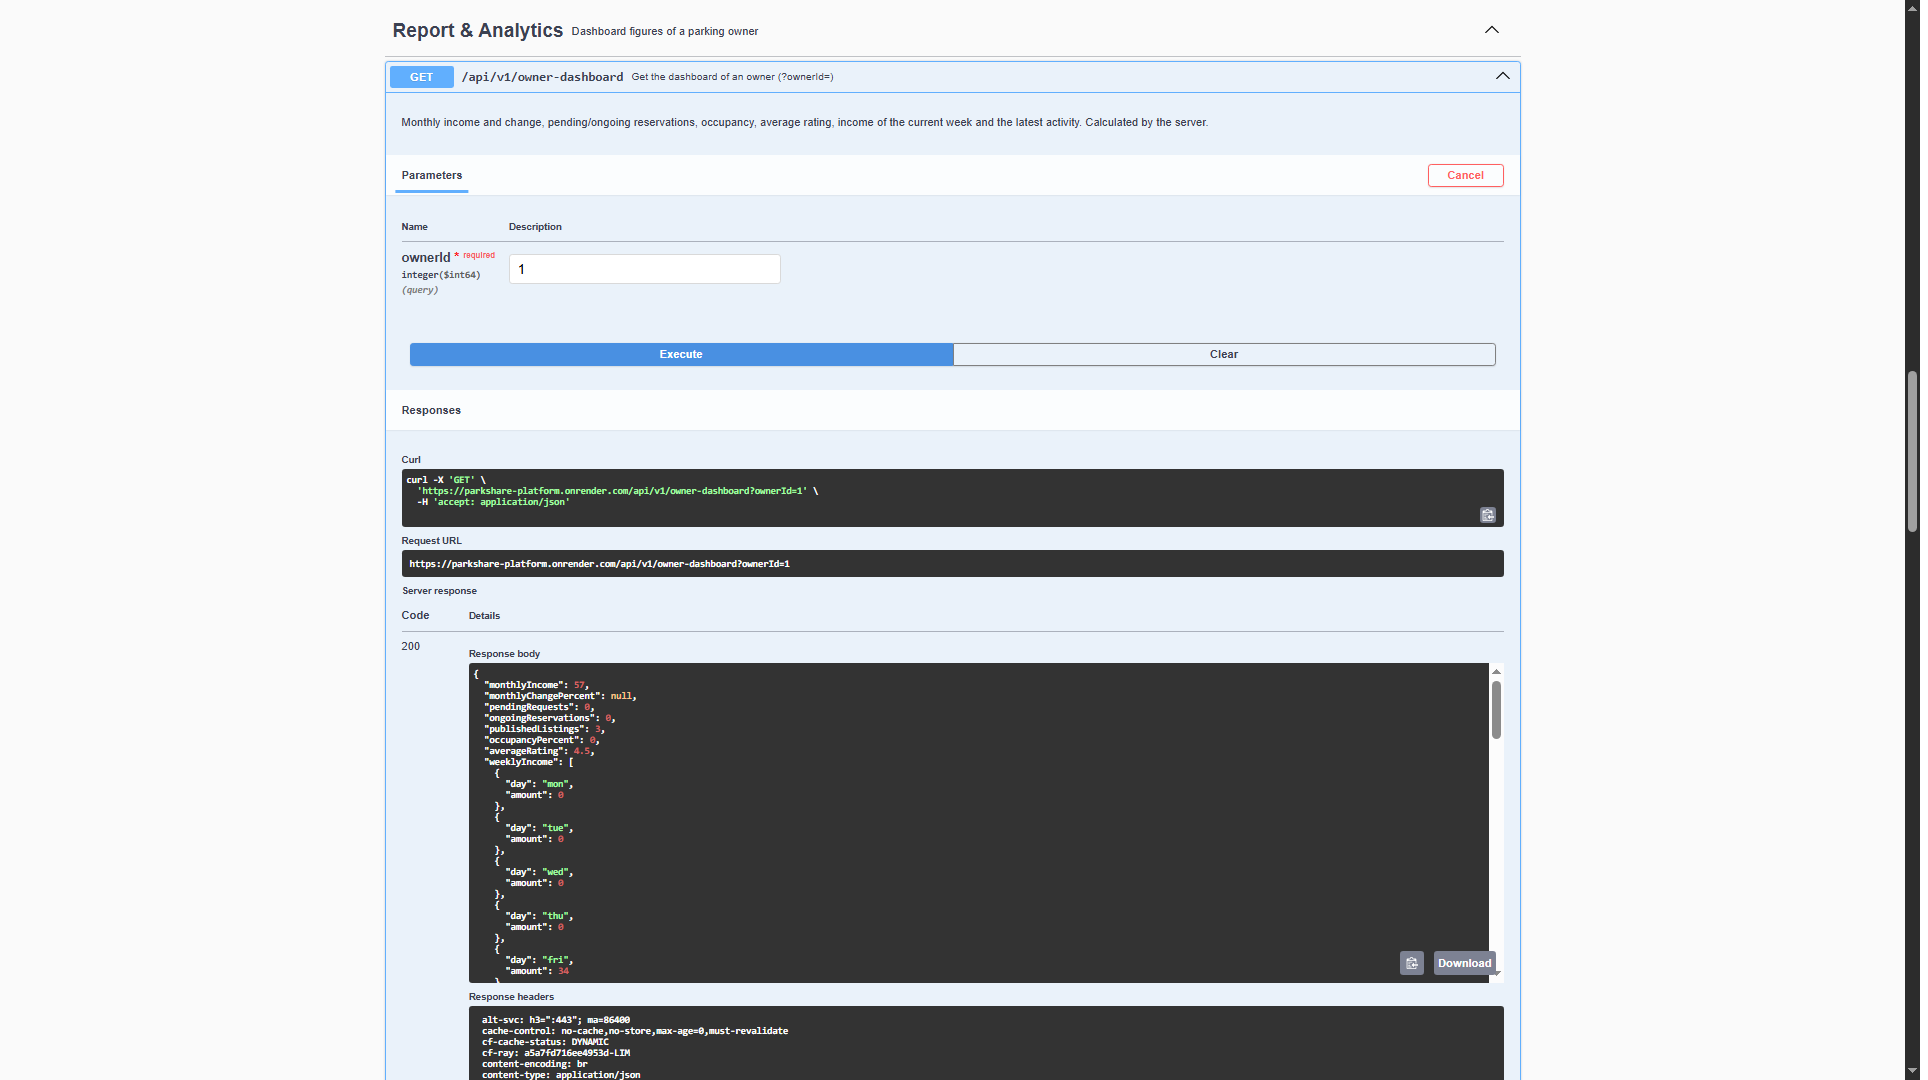 Report & Analytics Dashboard figures of a parking owner
GET /api/v1/owner-dashboard Get the dashboard of an owner (?ownerId=)
Monthly income and change, pending/ongoing reservations, occupancy, average rating, income of the current week and the latest activity. Calculated by the server.
Parameters Cancel
Name Description
ownerId * required
integer($int64)
(query)
1
Execute Clear
Responses
Curl
curl -X 'GET' \
'https://parkshare-platform.onrender.com/api/v1/owner-dashboard?ownerId=1' \
-H 'accept: application/json'
Request URL
https://parkshare-platform.onrender.com/api/v1/owner-dashboard?ownerId=1
Server response
Code Details
200
Response body
{
"monthlyIncome": 57,
"monthlyChangePercent": null,
"pendingRequests": 0,
"ongoingReservations": 0,
"publishedListings": 3,
"occupancyPercent": 0,
"averageRating": 4.5,
"weeklyIncome": [
{
"day": "mon",
"amount": 0
},
{
"day": "tue",
"amount": 0
},
{
"day": "wed",
"amount": 0
},
{
"day": "thu",
"amount": 0
},
{
"day": "fri",
"amount": 34
}
Download
Response headers
alt-svc: h3=":443"; ma=86400
cache-control: no-cache,no-store,max-age=0,must-revalidate
cf-cache-status: DYNAMIC
cf-ray: a5a7fd716ee4953d-LIM
content-encoding: br
content-type: application/json